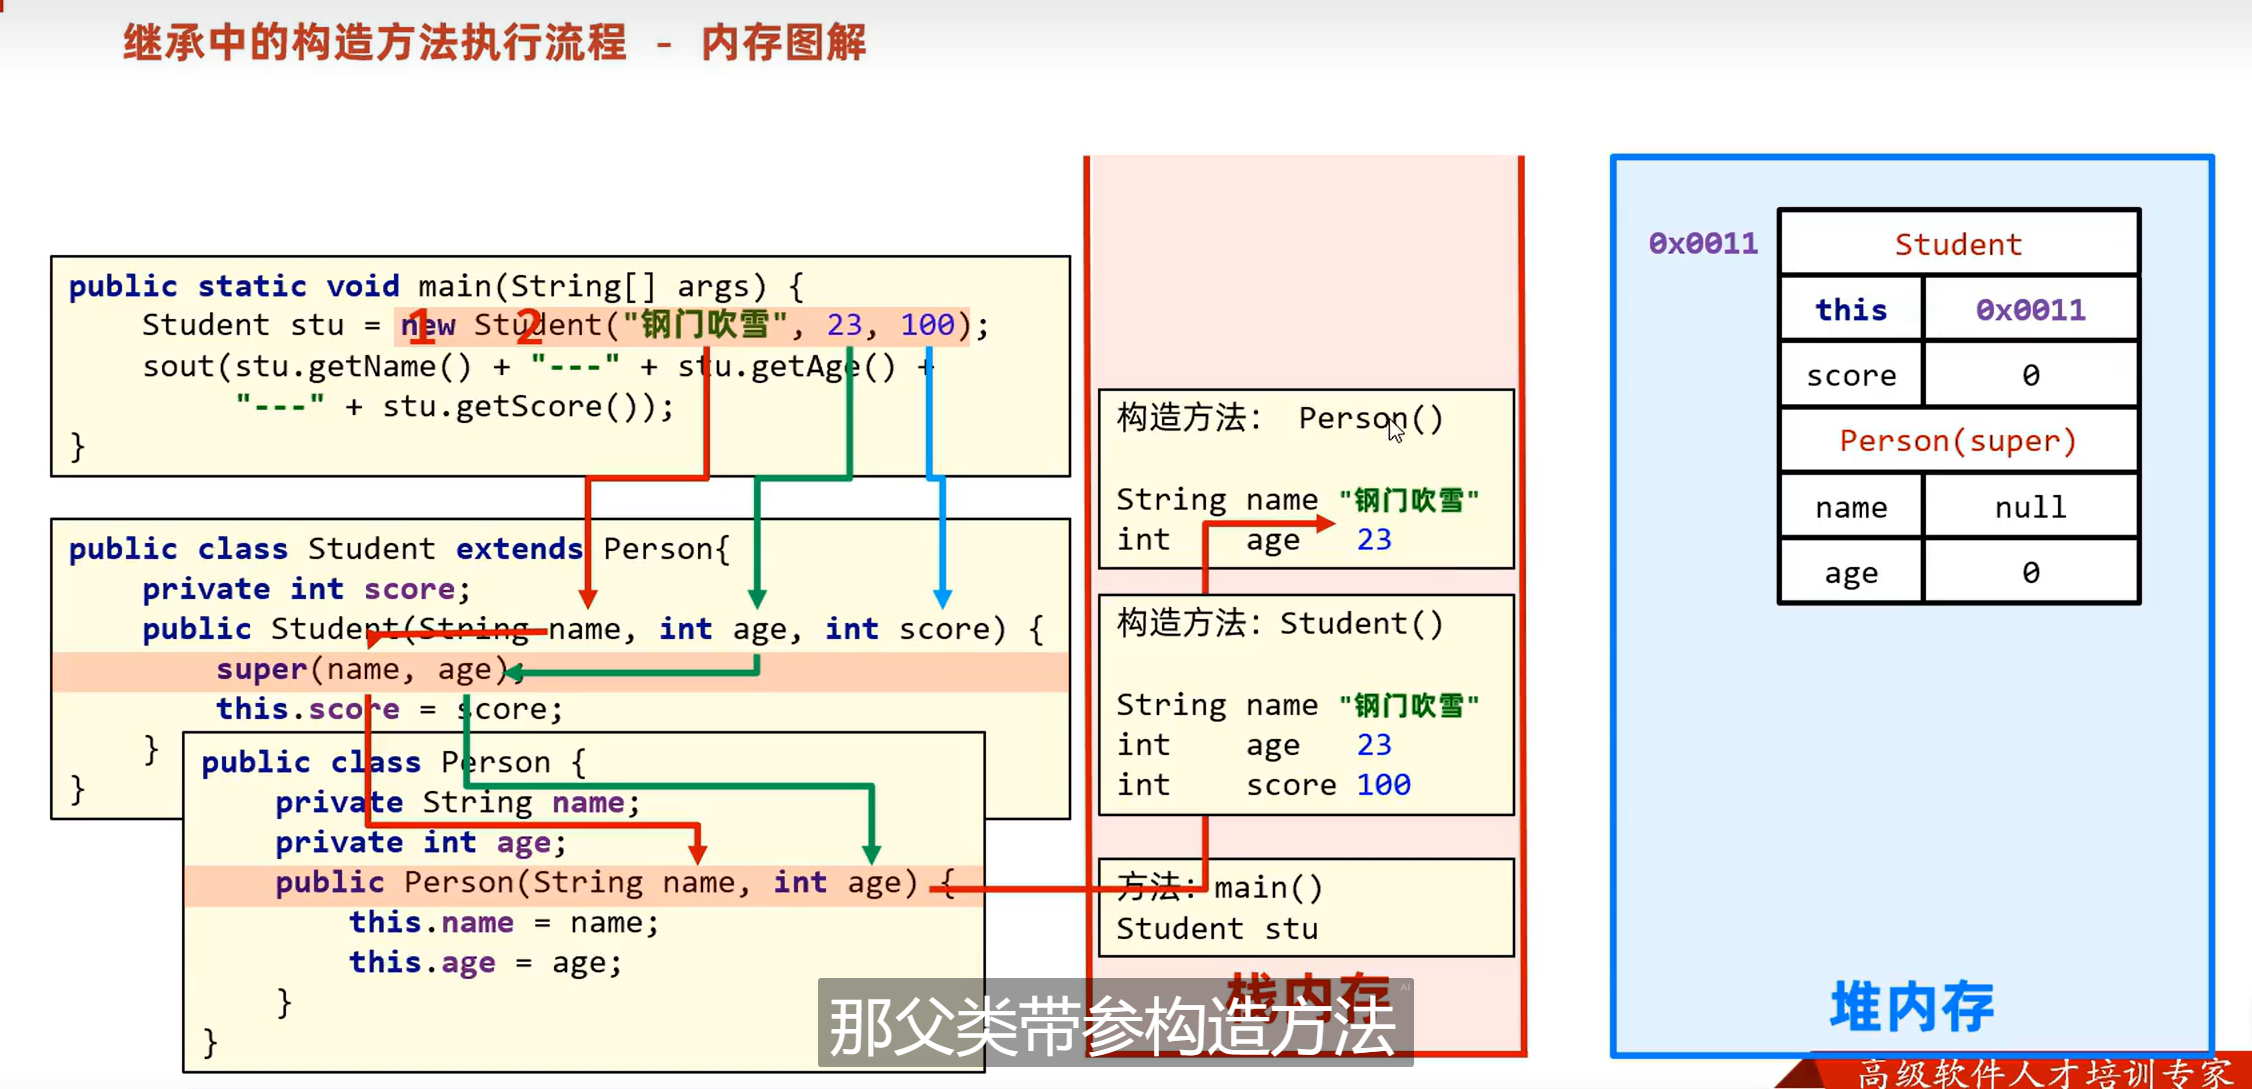 继承中的构造方法执行流程 - 内存图解
public static void main(String[] args) {
Student stu = new Student("钢门吹雪", 23, 100);
1 2
sout(stu.getName() + "---" + stu.getAge() +
"---" + stu.getScore());
}
public class Student extends Person{
private int score;
public Student(String name, int age, int score) {
super(name, age);
this.score = score;
}
}
public class Person {
private String name;
private int age;
public Person(String name, int age) {
this.name = name;
this.age = age;
}
}
构造方法: Person()
String name "钢门吹雪"
int age 23
构造方法: Student()
String name "钢门吹雪"
int age 23
int score 100
方法: main()
Student stu
栈内存
0x0011
Student
this 0x0011
score 0
Person(super)
name null
age 0
堆内存
那父类带参构造方法
AI
高级软件人才培训专家